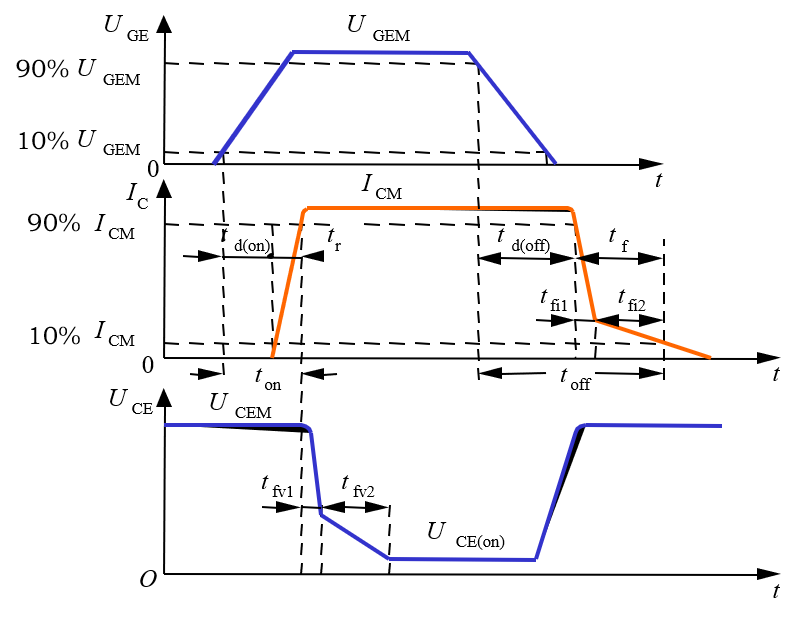 U GE
U GEM
90% U GEM
10% U GEM
0
t
I C
I CM
90% I CM
t d(on)
t r
t d(off)
t f
t fi1
t fi2
10% I CM
0
t on
t off
t
U CE
U CEM
t fv1
t fv2
U CE(on)
O
t